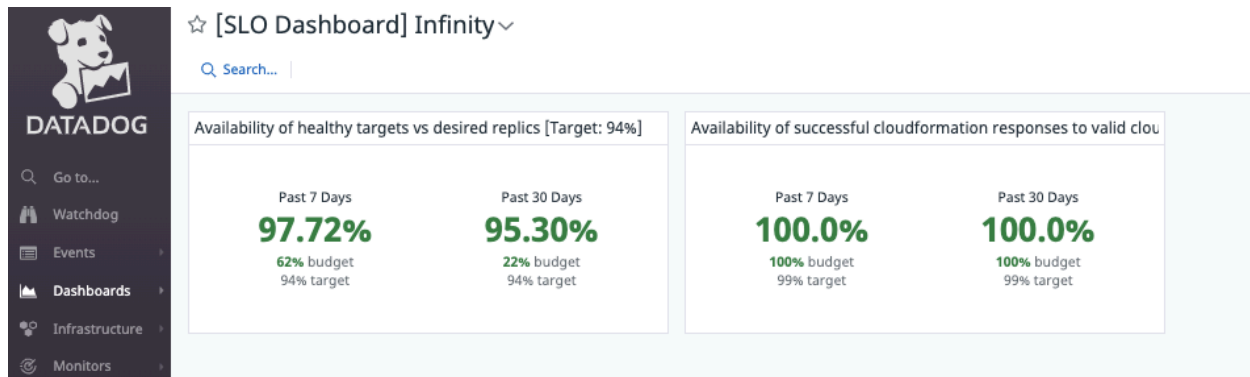 [SLO Dashboard] Infinity
Search...
DATADOG
Go to...
Watchdog
Events
Dashboards
Infrastructure
Monitors
Availability of healthy targets vs desired replics [Target: 94%]
Past 7 Days
97.72%
62% budget
94% target
Past 30 Days
95.30%
22% budget
94% target
Availability of successful cloudformation responses to valid clou
Past 7 Days
100.0%
100% budget
99% target
Past 30 Days
100.0%
100% budget
99% target